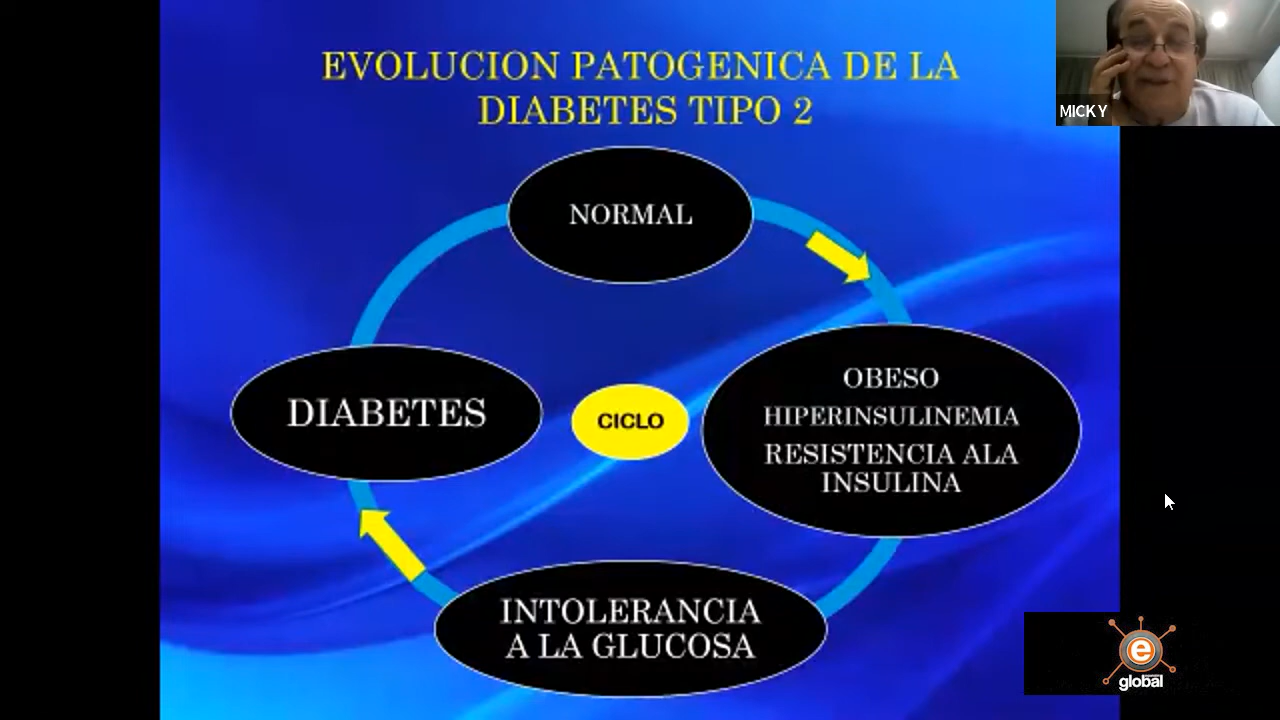 EVOLUCION PATOGENICA DE LA
DIABETES TIPO 2
MICKY
NORMAL
OBESO
HIPERINSULINEMIA
RESISTENCIA ALA
INSULINA
DIABETES
CICLO
INTOLERANCIA
A LA GLUCOSA
e
global